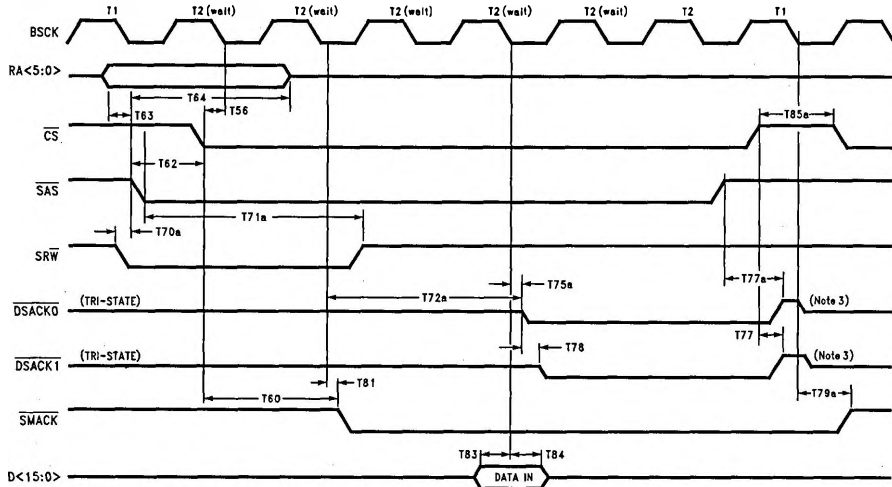 T1 T2 (wait) T2 (wait) T2 (wait) T2 (wait) T2 (wait) T2 T1
BSCK
RA<5:0>
T64
T56
T63
T85a
CS
T62
SAS
T71a
T70a
SRW
T77a
T75a
DSACK0 (TRI-STATE) T72a (Note 3)
T77
T78
DSACK1 (TRI-STATE) (Note 3)
T81
T60
T79a
SMACK
T83 T84
D<15:0> DATA IN